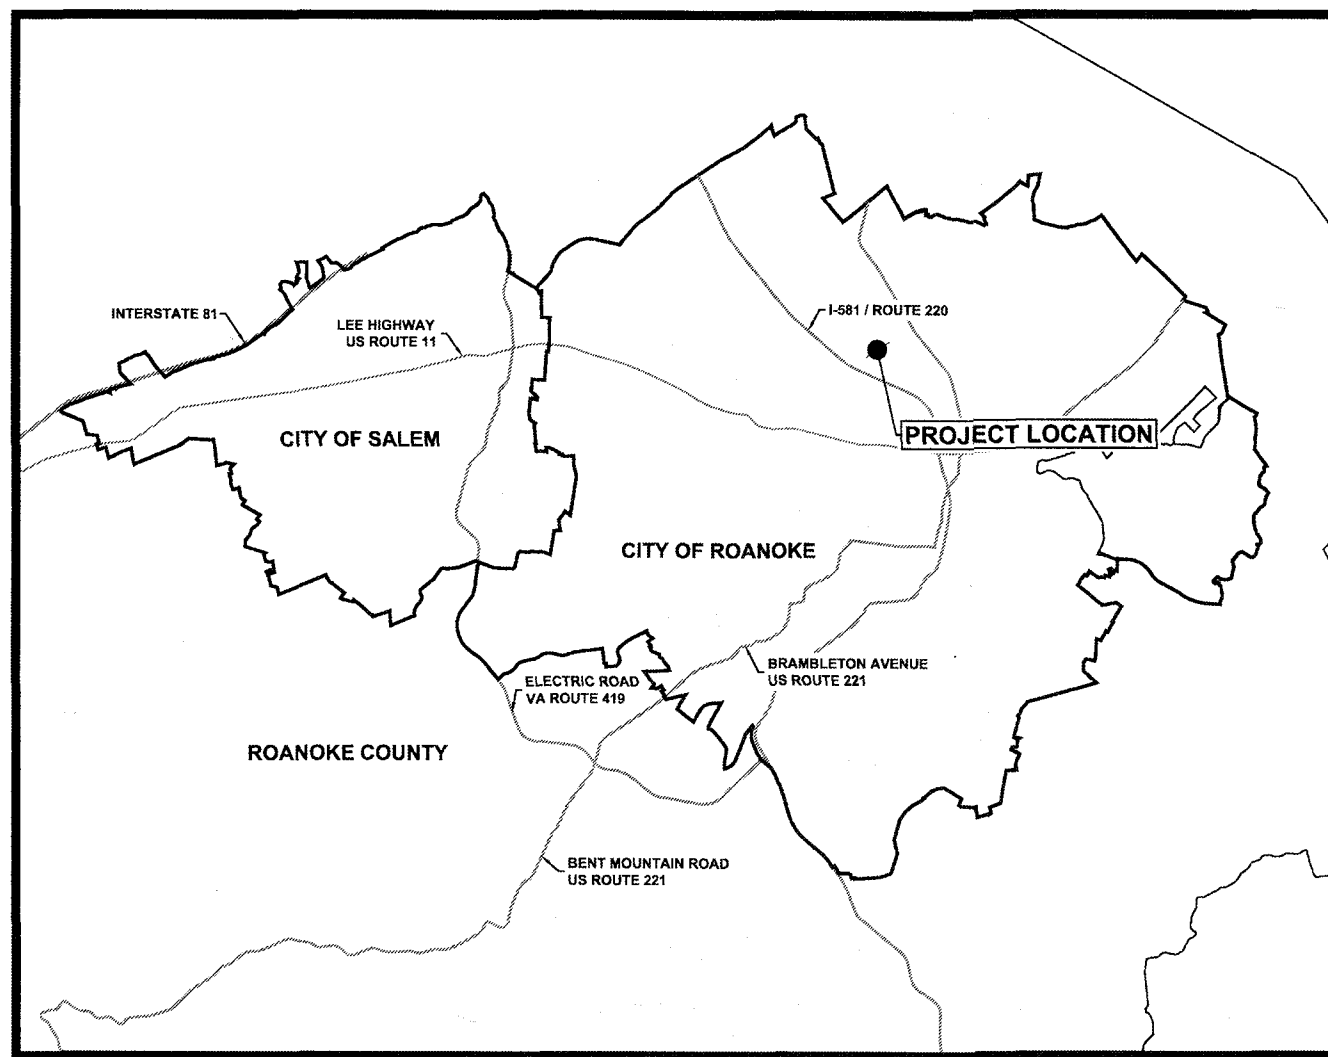 INTERSTATE 81
LEE HIGHWAY
US ROUTE 11
I-581 / ROUTE 220
CITY OF SALEM
PROJECT LOCATION
CITY OF ROANOKE
BRAMBLETON AVENUE
US ROUTE 221
ELECTRIC ROAD
VA ROUTE 419
ROANOKE COUNTY
BENT MOUNTAIN ROAD
US ROUTE 221